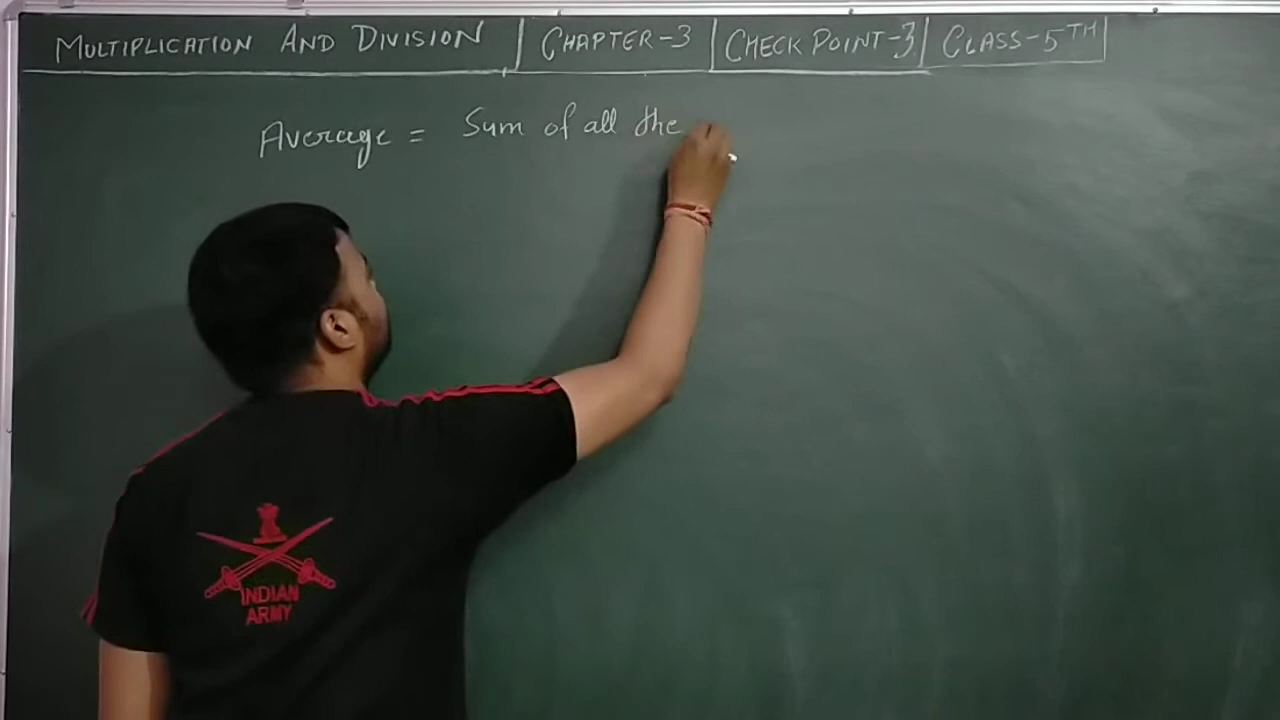 MULTIPLICATION AND DIVISION | CHAPTER-3 | CHECK POINT-3 | CLASS-5TH
Average = Sum of all the
INDIAN
ARMY